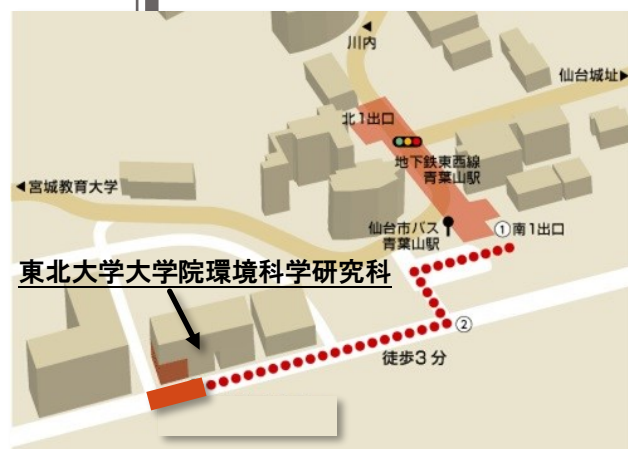 ▲
川内
仙台城址▶
北1出口
地下鉄東西線
青葉山駅
◀宮城教育大学
仙台市バス
青葉山駅
①南1出口
東北大学大学院環境科学研究科
②
徒歩3分